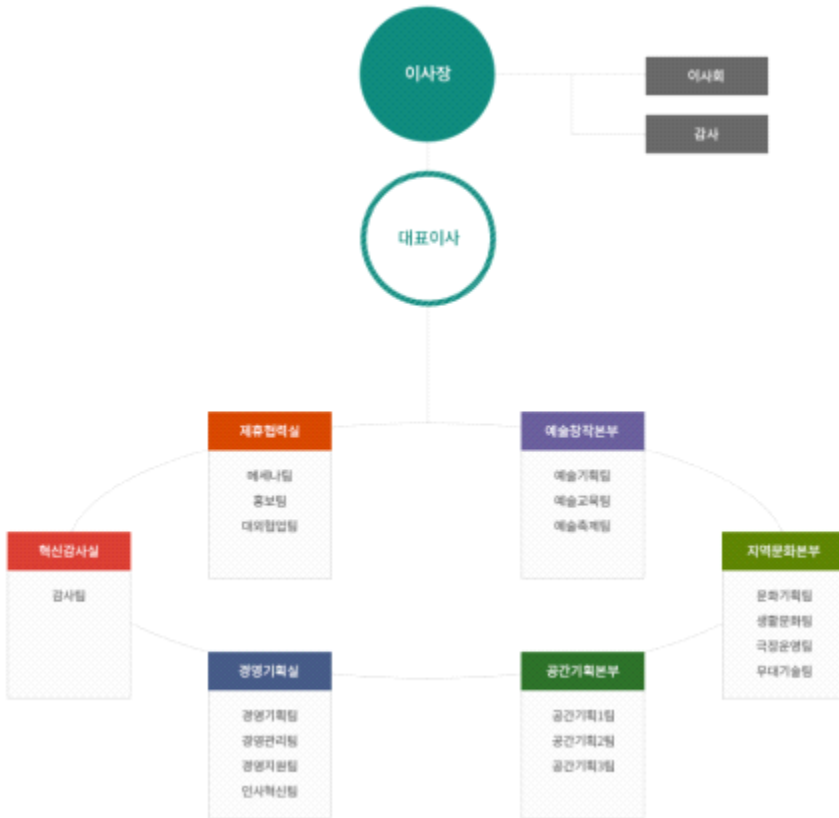 이사장
이사회
감사
대표이사
제휴협력실
메세나팀
홍보팀
대외협업팀
예술창작본부
예술기획팀
예술교육팀
예술축제팀
혁신감사실
감사팀
지역문화본부
문화기획팀
생활문화팀
극장운영팀
무대기술팀
경영기획실
경영기획팀
경영관리팀
경영지원팀
인사혁신팀
공간기획본부
공간기획1팀
공간기획2팀
공간기획3팀